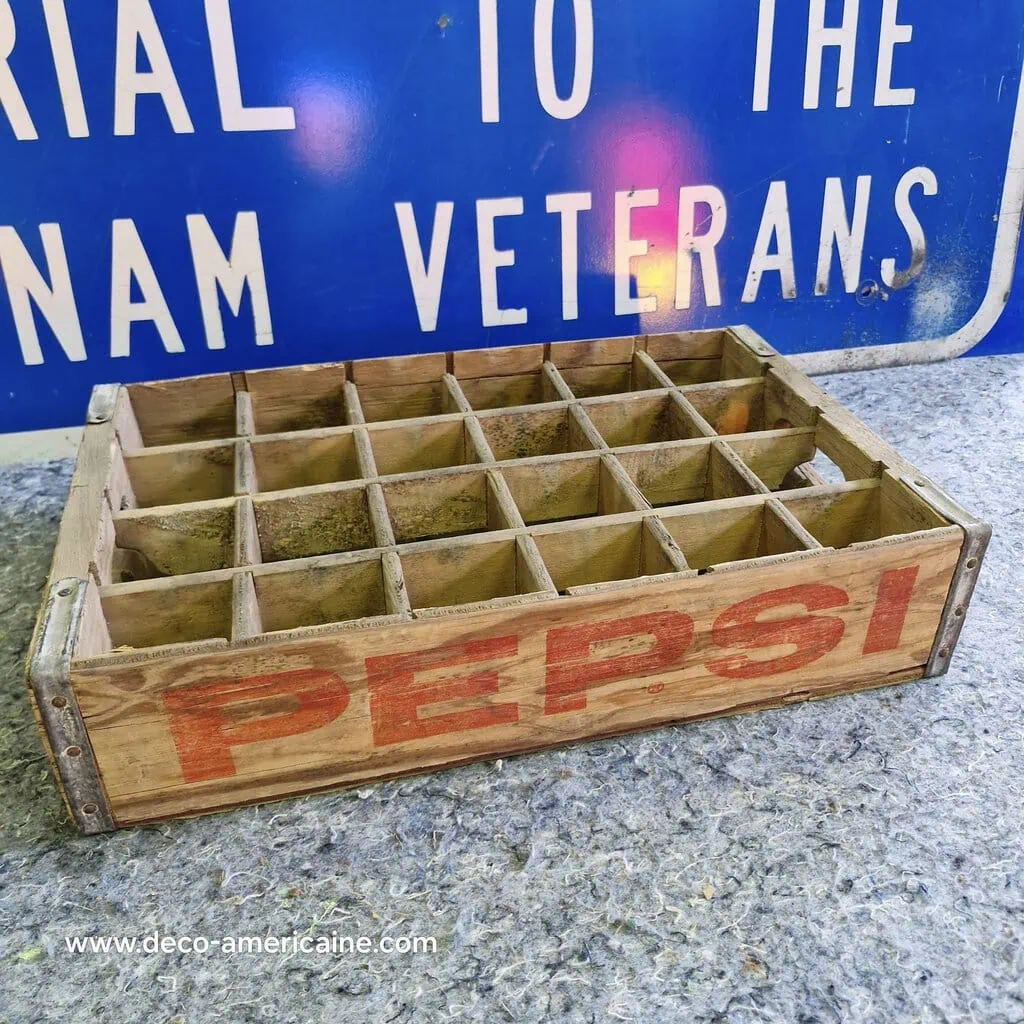 RIAL TO THE
NAM VETERANS
PEPSI
www.deco-americaine.com